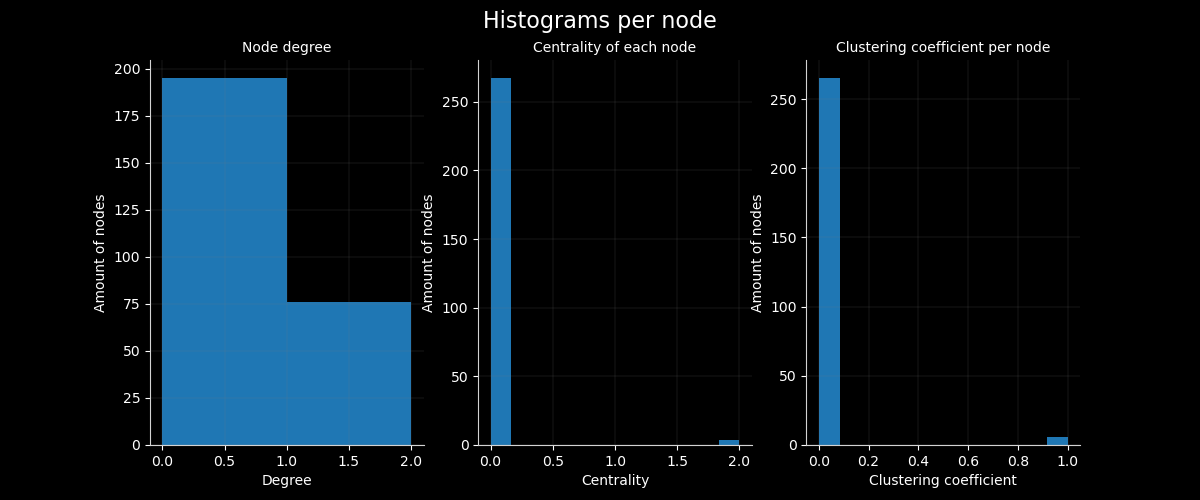 Histograms per node
Node degree
200
175
150
125
100
75
50
25
0
Amount of nodes
0.0 0.5 1.0 1.5 2.0
Degree
Centrality of each node
250
200
150
100
50
0
Amount of nodes
0.0 0.5 1.0 1.5 2.0
Centrality
Clustering coefficient per node
250
200
150
100
50
0
Amount of nodes
0.0 0.2 0.4 0.6 0.8 1.0
Clustering coefficient